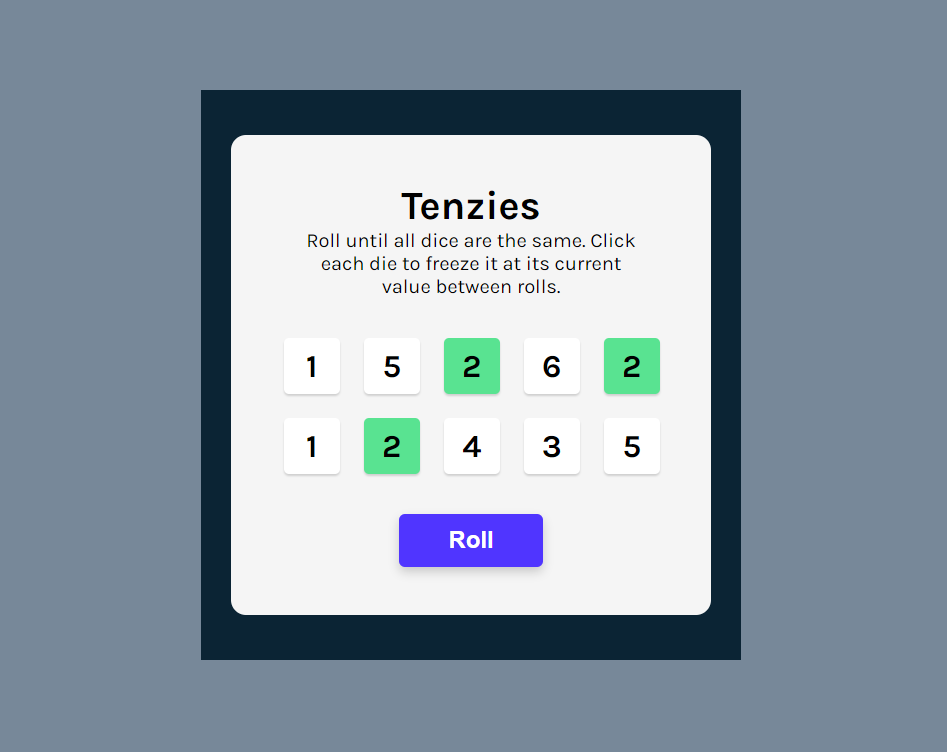 Tenzies
Roll until all dice are the same. Click
each die to freeze it at its current
value between rolls.
1 5 2 6 2
1 2 4 3 5
Roll